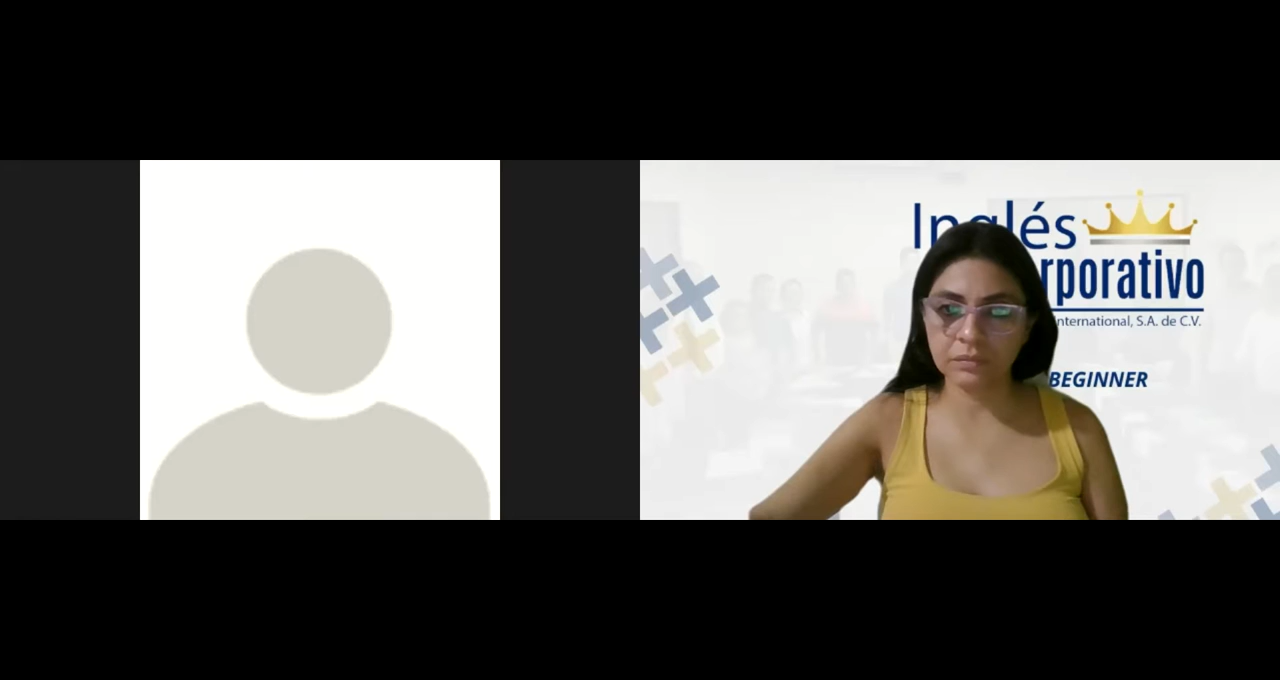 Inglés
rporativo
International, S.A. de C.V.
BEGINNER